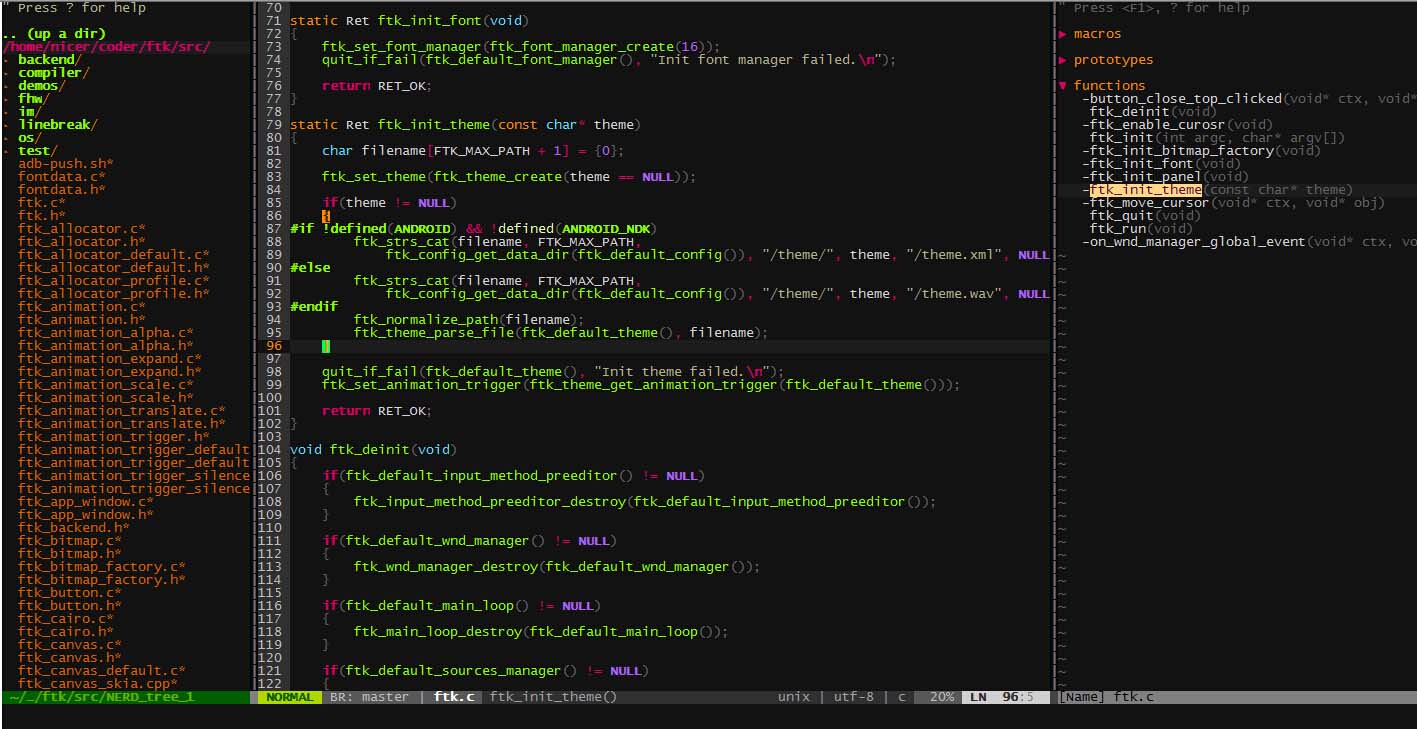 " Press ? for help
.. (up a dir)
/home/nicer/coder/ftk/src/
backend/
compiler/
demos/
fhw/
im/
linebreak/
os/
test/
adb-push.sh*
fontdata.c*
fontdata.h*
ftk.c*
ftk.h*
ftk_allocator.c*
ftk_allocator.h*
ftk_allocator_default.c*
ftk_allocator_default.h*
ftk_allocator_profile.c*
ftk_allocator_profile.h*
ftk_animation.c*
ftk_animation.h*
ftk_animation_alpha.c*
ftk_animation_alpha.h*
ftk_animation_expand.c*
ftk_animation_expand.h*
ftk_animation_scale.c*
ftk_animation_scale.h*
ftk_animation_translate.c*
ftk_animation_translate.h*
ftk_animation_trigger.h*
ftk_animation_trigger_default
ftk_animation_trigger_default
ftk_animation_trigger_silence
ftk_animation_trigger_silence
ftk_app_window.c*
ftk_app_window.h*
ftk_backend.h*
ftk_bitmap.c*
ftk_bitmap.h*
ftk_bitmap_factory.c*
ftk_bitmap_factory.h*
ftk_button.c*
ftk_button.h*
ftk_cairo.c*
ftk_cairo.h*
ftk_canvas.c*
ftk_canvas.h*
ftk_canvas_default.c*
ftk_canvas_skia.cpp*
~/_/ftk/src/NERD_tree_1
70
71 static Ret ftk_init_font(void)
72 {
73     ftk_set_font_manager(ftk_font_manager_create(16));
74     quit_if_fail(ftk_default_font_manager(), "Init font manager failed.\n");
75
76     return RET_OK;
77 }
78
79 static Ret ftk_init_theme(const char* theme)
80 {
81     char filename[FTK_MAX_PATH + 1] = {0};
82
83     ftk_set_theme(ftk_theme_create(theme == NULL));
84
85     if(theme != NULL)
86     {
87 #if !defined(ANDROID) && !defined(ANDROID_NDK)
88         ftk_strs_cat(filename, FTK_MAX_PATH,
89             ftk_config_get_data_dir(ftk_default_config()), "/theme/", theme, "/theme.xml", NULL
90 #else
91         ftk_strs_cat(filename, FTK_MAX_PATH,
92             ftk_config_get_data_dir(ftk_default_config()), "/theme/", theme, "/theme.wav", NULL
93 #endif
94         ftk_normalize_path(filename);
95         ftk_theme_parse_file(ftk_default_theme(), filename);
96     }
97
98     quit_if_fail(ftk_default_theme(), "Init theme failed.\n");
99     ftk_set_animation_trigger(ftk_theme_get_animation_trigger(ftk_default_theme()));
100
101     return RET_OK;
102 }
103
104 void ftk_deinit(void)
105 {
106     if(ftk_default_input_method_preeditor() != NULL)
107     {
108         ftk_input_method_preeditor_destroy(ftk_default_input_method_preeditor());
109     }
110
111     if(ftk_default_wnd_manager() != NULL)
112     {
113         ftk_wnd_manager_destroy(ftk_default_wnd_manager());
114     }
115
116     if(ftk_default_main_loop() != NULL)
117     {
118         ftk_main_loop_destroy(ftk_default_main_loop());
119     }
120
121     if(ftk_default_sources_manager() != NULL)
122     {
NORMAL BR: master | ftk.c ftk_init_theme() unix | utf-8 | c 20% LN 96:5
" Press <F1>, ? for help
▶ macros
▶ prototypes
▼ functions
-button_close_top_clicked(void* ctx, void*
ftk_deinit(void)
-ftk_enable_curosr(void)
ftk_init(int argc, char* argv[])
-ftk_init_bitmap_factory(void)
-ftk_init_font(void)
-ftk_init_panel(void)
-ftk_init_theme(const char* theme)
-ftk_move_cursor(void* ctx, void* obj)
ftk_quit(void)
ftk_run(void)
-on_wnd_manager_global_event(void* ctx, vo
[Name] ftk.c